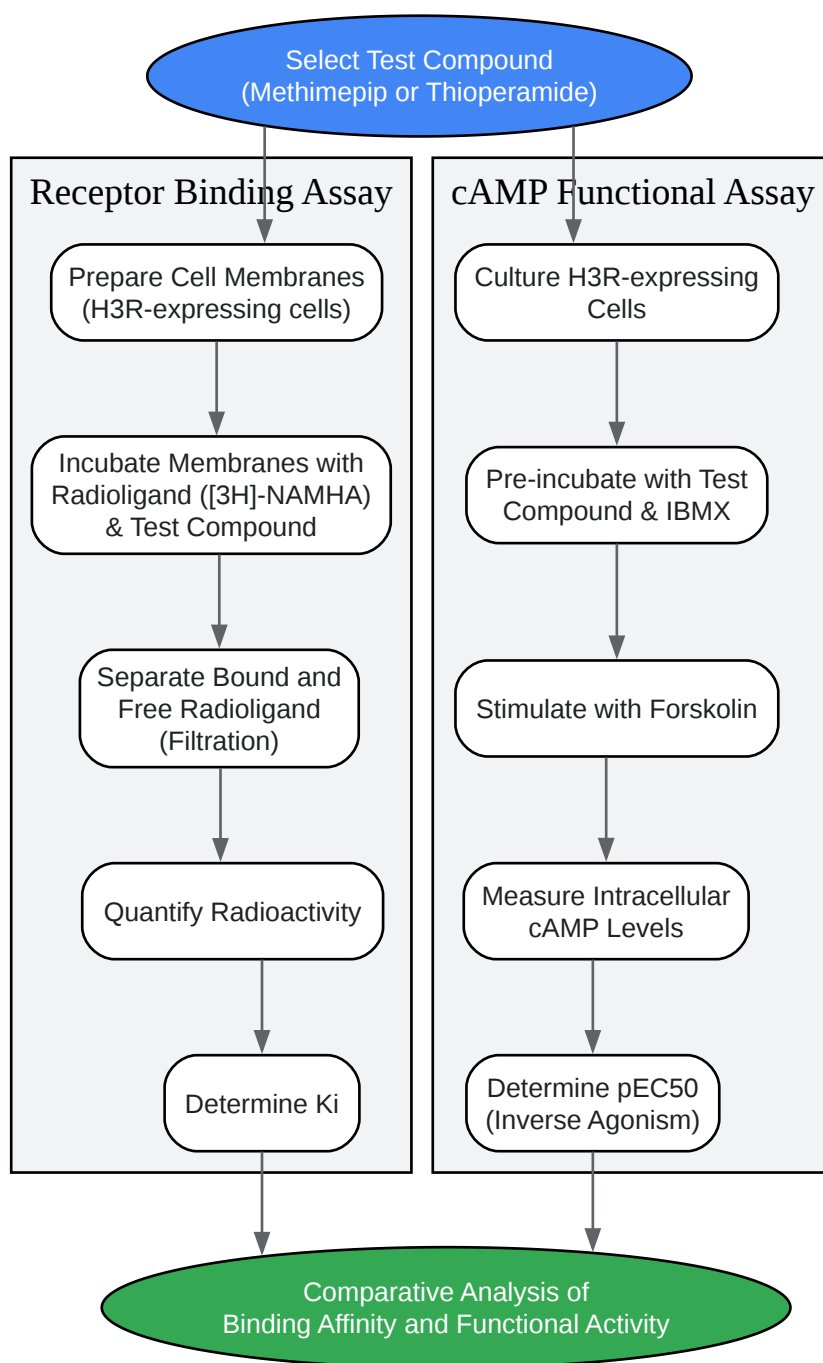 Select Test Compound
(Methimepip or Thioperamide)
Receptor Binding Assay
Prepare Cell Membranes
(H3R-expressing cells)
Incubate Membranes with
Radioligand ([3H]-NAMHA)
& Test Compound
Separate Bound and
Free Radioligand
(Filtration)
Quantify Radioactivity
Determine Ki
cAMP Functional Assay
Culture H3R-expressing
Cells
Pre-incubate with Test
Compound & IBMX
Stimulate with Forskolin
Measure Intracellular
cAMP Levels
Determine pEC50
(Inverse Agonism)
Comparative Analysis of
Binding Affinity and Functional Activity